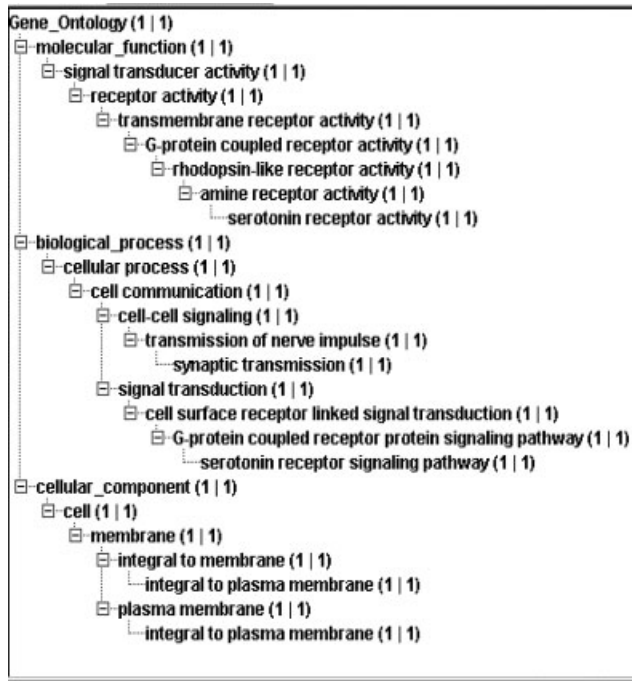 Gene_Ontology (1 | 1)
molecular_function (1 | 1)
signal transducer activity (1 | 1)
receptor activity (1 | 1)
transmembrane receptor activity (1 | 1)
G-protein coupled receptor activity (1 | 1)
rhodopsin-like receptor activity (1 | 1)
amine receptor activity (1 | 1)
serotonin receptor activity (1 | 1)
biological_process (1 | 1)
cellular process (1 | 1)
cell communication (1 | 1)
cell-cell signaling (1 | 1)
transmission of nerve impulse (1 | 1)
synaptic transmission (1 | 1)
signal transduction (1 | 1)
cell surface receptor linked signal transduction (1 | 1)
G-protein coupled receptor protein signaling pathway (1 | 1)
serotonin receptor signaling pathway (1 | 1)
cellular_component (1 | 1)
cell (1 | 1)
membrane (1 | 1)
integral to membrane (1 | 1)
integral to plasma membrane (1 | 1)
plasma membrane (1 | 1)
integral to plasma membrane (1 | 1)